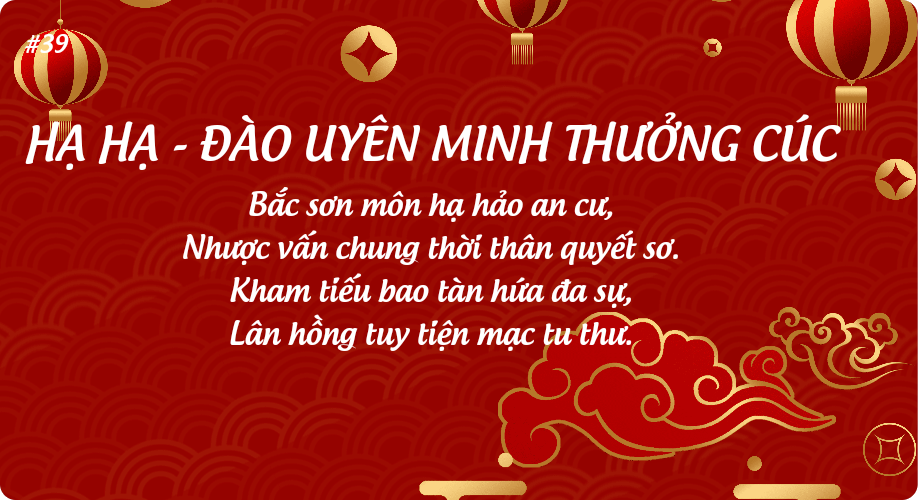 #39
HẠ HẠ - ĐÀO UYÊN MINH THƯỞNG CÚC
Bắc sơn môn hạ hảo an cư,
Nhược vấn chung thời thân quyết sơ.
Kham tiếu bao tàn hứa đa sự,
Lân hồng tuy tiện mạc tu thư.